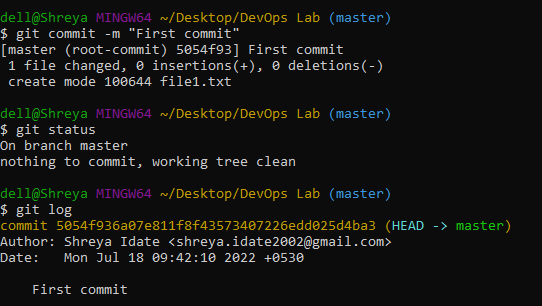 dell@Shreya MINGW64 ~/Desktop/DevOps Lab (master)
$ git commit -m "First commit"
[master (root-commit) 5054f93] First commit
 1 file changed, 0 insertions(+), 0 deletions(-)
 create mode 100644 file1.txt

dell@Shreya MINGW64 ~/Desktop/DevOps Lab (master)
$ git status
On branch master
nothing to commit, working tree clean

dell@Shreya MINGW64 ~/Desktop/DevOps Lab (master)
$ git log
commit 5054f936a07e811f8f43573407226edd025d4ba3 (HEAD -> master)
Author: Shreya Idate <shreya.idate2002@gmail.com>
Date:   Mon Jul 18 09:42:10 2022 +0530

    First commit